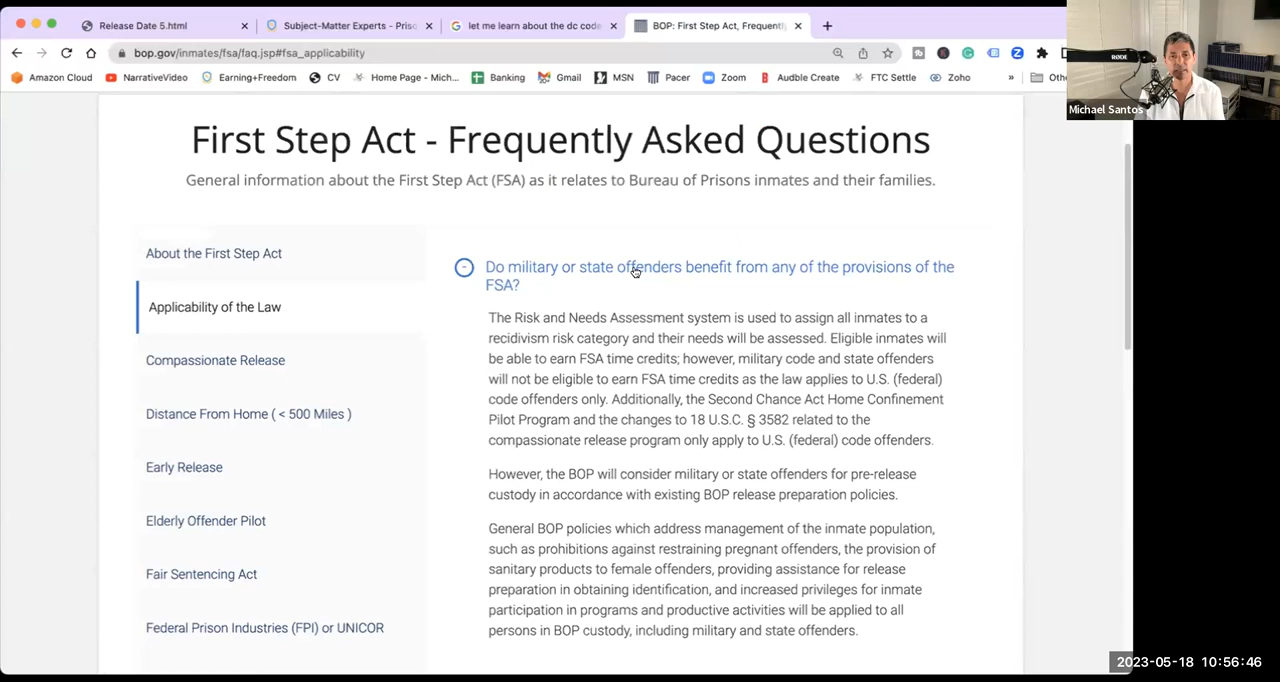 Release Date 5.html
Subject-Matter Experts - Priso
let me learn about the dc code
BOP: First Step Act, Frequently
bop.gov/inmates/fsa/faq.jsp#fsa_applicability
Amazon Cloud
NarrativeVideo
Earning+Freedom
CV
Home Page - Mich...
Banking
Gmail
MSN
Pacer
Zoom
Audble Create
FTC Settle
Zoho
»
Oth
RØDE
Michael Santos
First Step Act - Frequently Asked Questions
General information about the First Step Act (FSA) as it relates to Bureau of Prisons inmates and their families.
About the First Step Act
Applicability of the Law
Compassionate Release
Distance From Home ( < 500 Miles )
Early Release
Elderly Offender Pilot
Fair Sentencing Act
Federal Prison Industries (FPI) or UNICOR
Do military or state offenders benefit from any of the provisions of the
FSA?
The Risk and Needs Assessment system is used to assign all inmates to a
recidivism risk category and their needs will be assessed. Eligible inmates will
be able to earn FSA time credits; however, military code and state offenders
will not be eligible to earn FSA time credits as the law applies to U.S. (federal)
code offenders only. Additionally, the Second Chance Act Home Confinement
Pilot Program and the changes to 18 U.S.C. § 3582 related to the
compassionate release program only apply to U.S. (federal) code offenders.
However, the BOP will consider military or state offenders for pre-release
custody in accordance with existing BOP release preparation policies.
General BOP policies which address management of the inmate population,
such as prohibitions against restraining pregnant offenders, the provision of
sanitary products to female offenders, providing assistance for release
preparation in obtaining identification, and increased privileges for inmate
participation in programs and productive activities will be applied to all
persons in BOP custody, including military and state offenders.
2023-05-18 10:56:46